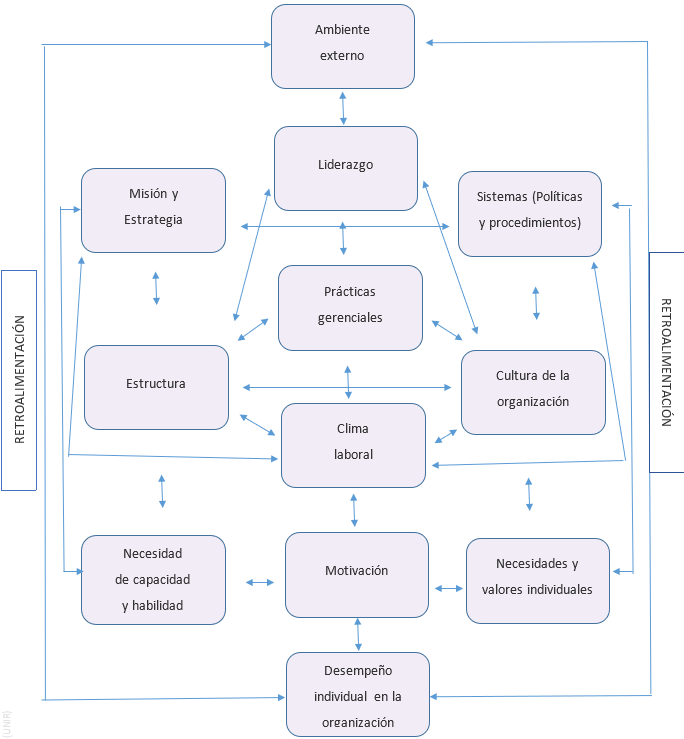 Ambiente
externo
Liderazgo
Misión y
Estrategia
Sistemas (Políticas
y procedimientos)
Prácticas
gerenciales
RETROALIMENTACIÓN
RETROALIMENTACIÓN
Estructura
Cultura de la
organización
Clima
laboral
Necesidad
de capacidad
y habilidad
Motivación
Necesidades y
valores individuales
Desempeño
individual en la
organización
(UNIR)